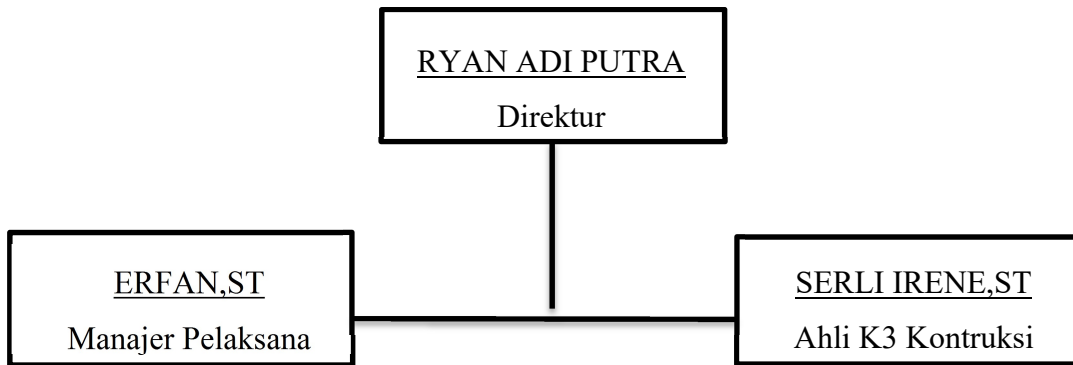 RYAN ADI PUTRA
Direktur
ERFAN,ST
Manajer Pelaksana
SERLI IRENE,ST
Ahli K3 Kontruksi